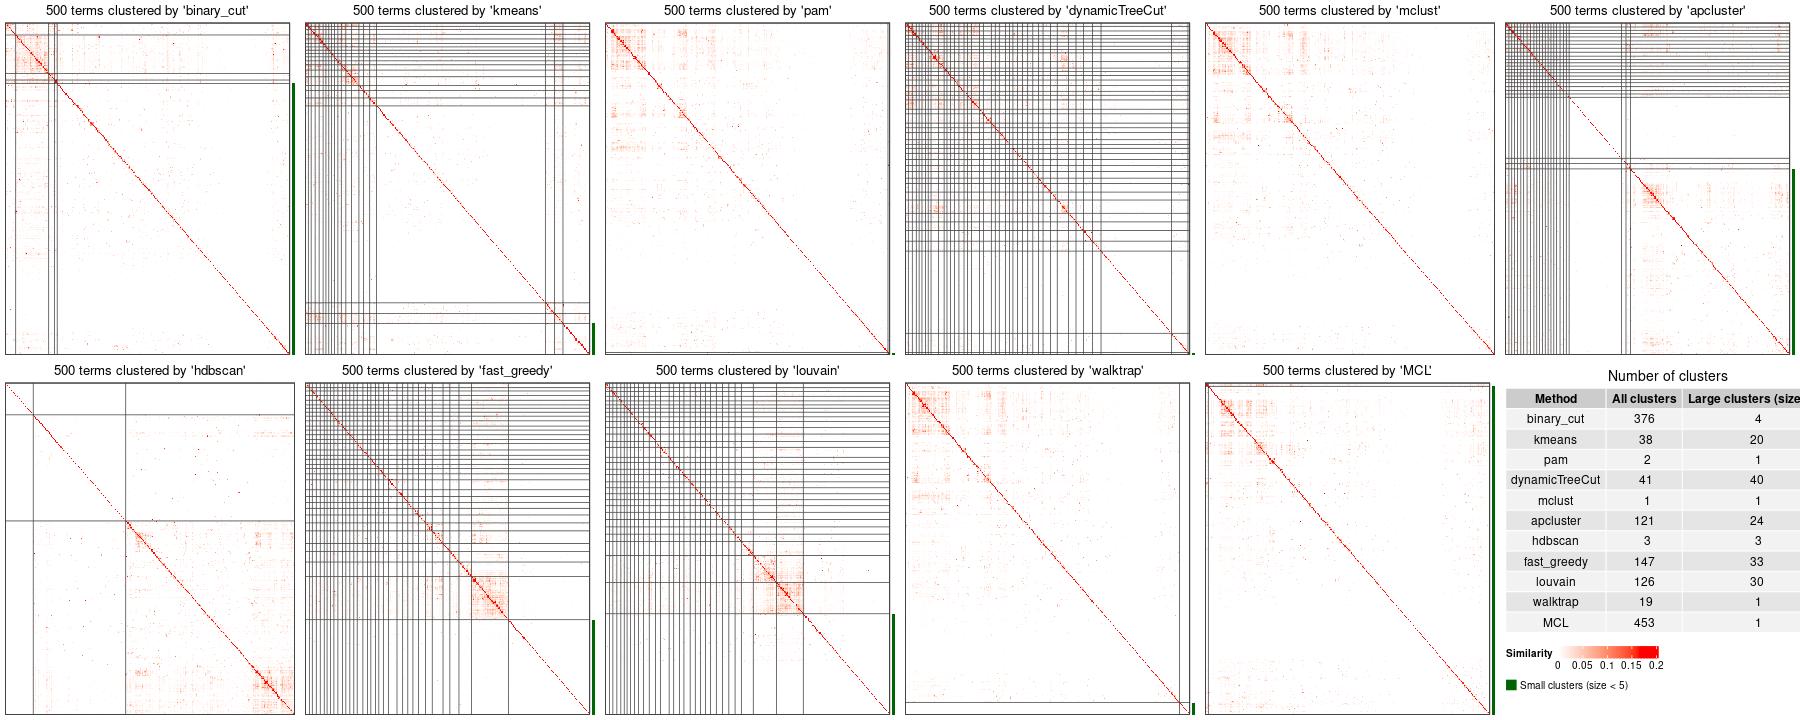 500 terms clustered by 'binary_cut'
500 terms clustered by 'kmeans'
500 terms clustered by 'pam'
500 terms clustered by 'dynamicTreeCut'
500 terms clustered by 'mclust'
500 terms clustered by 'apcluster'
500 terms clustered by 'hdbscan'
500 terms clustered by 'fast_greedy'
500 terms clustered by 'louvain'
500 terms clustered by 'walktrap'
500 terms clustered by 'MCL'
Number of clusters
Method All clusters Large clusters (size
binary_cut 376 4
kmeans 38 20
pam 2 1
dynamicTreeCut 41 40
mclust 1 1
apcluster 121 24
hdbscan 3 3
fast_greedy 147 33
louvain 126 30
walktrap 19 1
MCL 453 1
Similarity
0 0.05 0.1 0.15 0.2
Small clusters (size < 5)